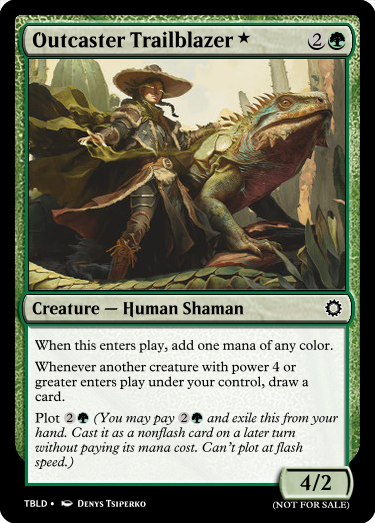 Outcaster Trailblazer ★ 2
Creature — Human Shaman
When this enters play, add one mana of any color.
Whenever another creature with power 4 or
greater enters play under your control, draw a
card.
Plot 2 (You may pay 2 and exile this from your
hand. Cast it as a nonflash card on a later turn
without paying its mana cost. Can't plot at flash
speed.)
4/2
TBLD • Denys Tsiperko
(NOT FOR SALE)